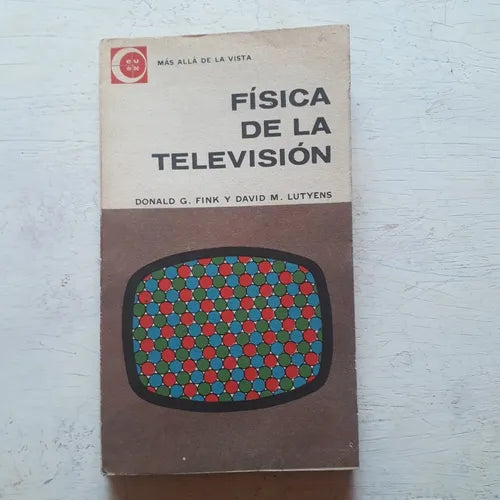 MÁS ALLÁ DE LA VISTA
FÍSICA
DE LA
TELEVISIÓN
DONALD G. FINK Y DAVID M. LUTYENS